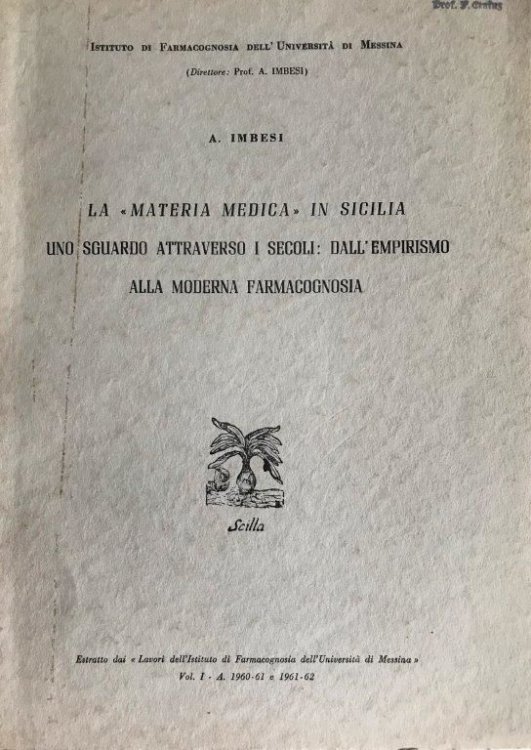 Istituto di Farmacognosia dell'Università di Messina
(Direttore: Prof. A. IMBESI)
A. IMBESI
LA «MATERIA MEDICA» IN SICILIA
UNO SGUARDO ATTRAVERSO I SECOLI: DALL'EMPIRISMO
ALLA MODERNA FARMACOGNOSIA
Scilla
Estratto dai « Lavori dell'Istituto di Farmacognosia dell'Università di Messina »
Vol. I - A. 1960-61 e 1961-62